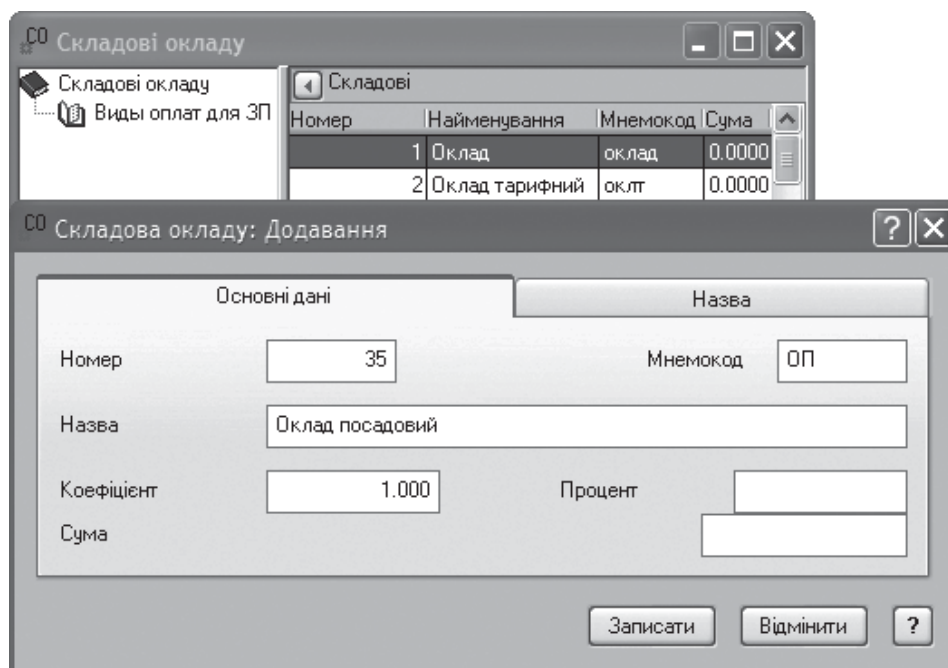 СО Складові окладу
Складові окладу
Виды оплат для ЗП
Складові
Номер Найменування Мнемокод Сума
1 Оклад оклад 0.0000
2 Оклад тарифний оклт 0.0000
СО Складова окладу: Додавання ?
Основні дані Назва
Номер 35 Мнемокод ОП
Назва Оклад посадовий
Коефіцієнт 1.000 Процент
Сума
Записати Відмінити ?